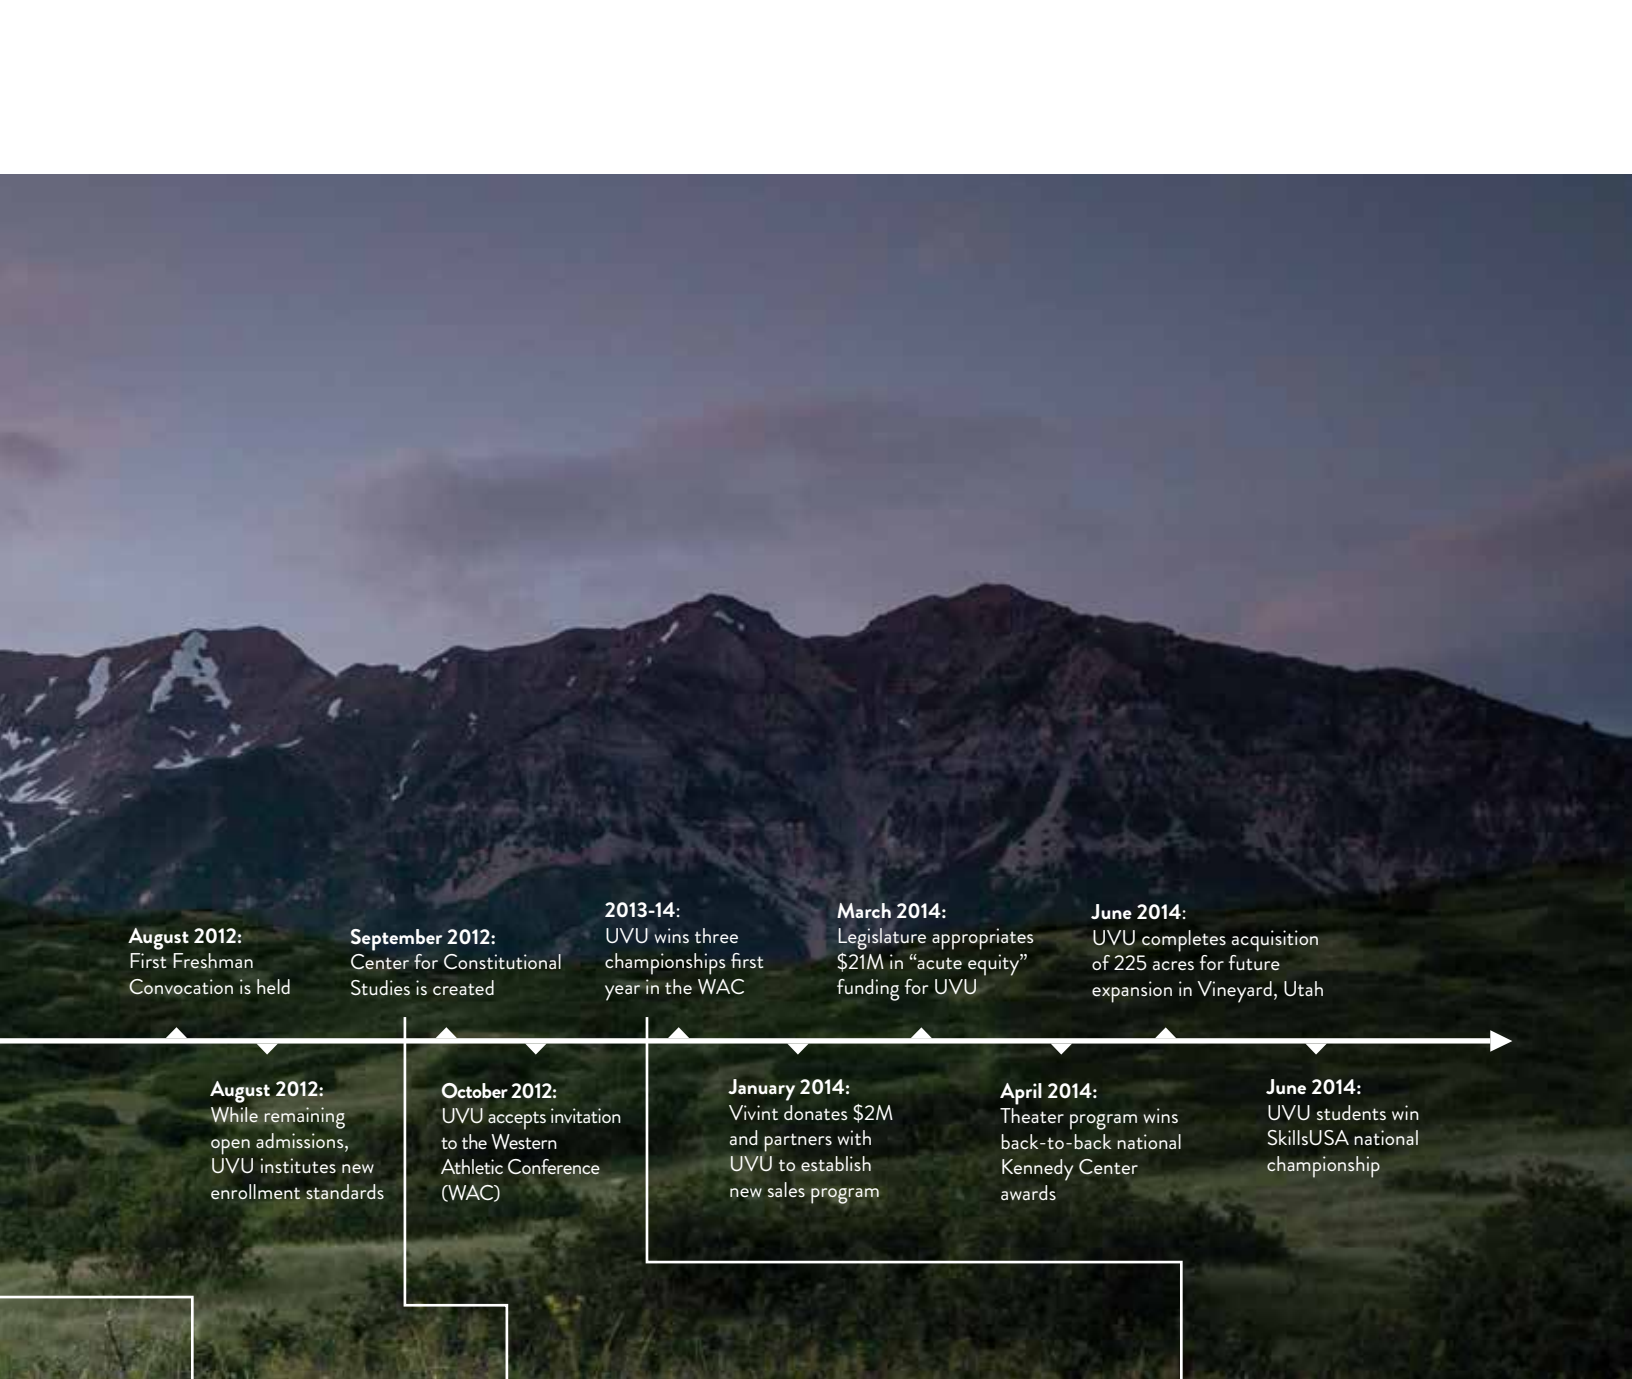 August 2012:
First Freshman
Convocation is held
September 2012:
Center for Constitutional
Studies is created
2013-14:
UVU wins three
championships first
year in the WAC
March 2014:
Legislature appropriates
$21M in “acute equity”
funding for UVU
June 2014:
UVU completes acquisition
of 225 acres for future
expansion in Vineyard, Utah
August 2012:
While remaining
open admissions,
UVU institutes new
enrollment standards
October 2012:
UVU accepts invitation
to the Western
Athletic Conference
(WAC)
January 2014:
Vivint donates $2M
and partners with
UVU to establish
new sales program
April 2014:
Theater program wins
back-to-back national
Kennedy Center
awards
June 2014:
UVU students win
SkillsUSA national
championship